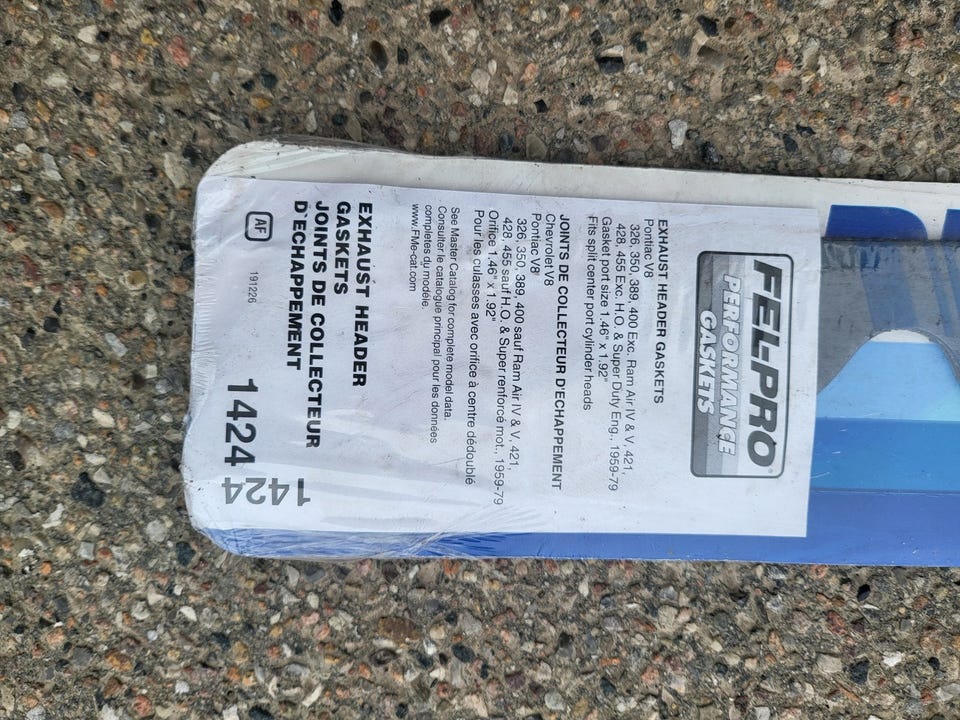 FEL-PRO®
PERFORMANCE
GASKETS
EXHAUST HEADER GASKETS
Pontiac V8
326, 350, 389, 400 Exc. Ram Air IV & V, 421,
428, 455 Exc. H.O. & Super Duty Eng., 1959-79
Gasket port size 1.46" x 1.92"
Fits split center port cylinder heads
JOINTS DE COLLECTEUR D'ECHAPPEMENT
Chevrolet V8
Pontiac V8
326, 350, 389, 400 sauf Ram Air IV & V, 421,
428, 455 sauf H.O. & Super renforcé mot., 1959-79
Orifice 1.46" x 1.92"
Pour les culasses avec orifice à centre dédoublé
See Master Catalog for complete model data.
Consulter le catalogue principal pour les données
completes du modéle.
www.FMe-cat.com
EXHAUST HEADER
GASKETS
JOINTS DE COLLECTEUR
D'ECHAPPEMENT
AF
191226
1424
1424